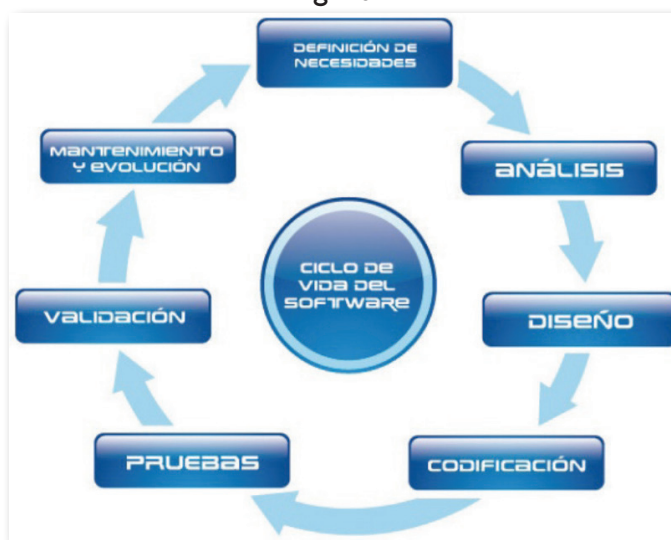 DEFINICIÓN DE
NECESIDADES
ANÁLISIS
DISEÑO
CODIFICACIÓN
PRUEBAS
VALIDACIÓN
MANTENIMIENTO
Y EVOLUCIÓN
CICLO DE
VIDA DEL
SOFTWARE